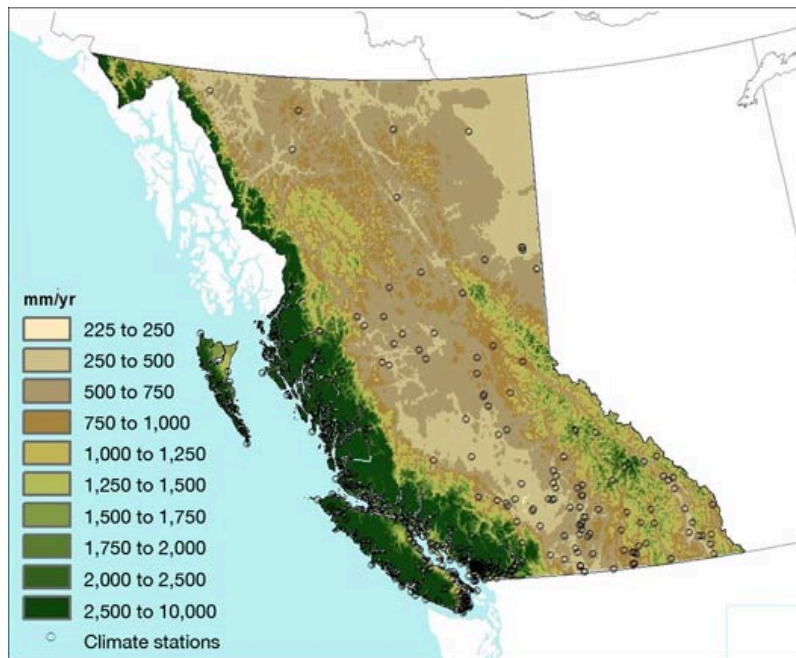 mm/yr
225 to 250
250 to 500
500 to 750
750 to 1,000
1,000 to 1,250
1,250 to 1,500
1,500 to 1,750
1,750 to 2,000
2,000 to 2,500
2,500 to 10,000
Climate stations